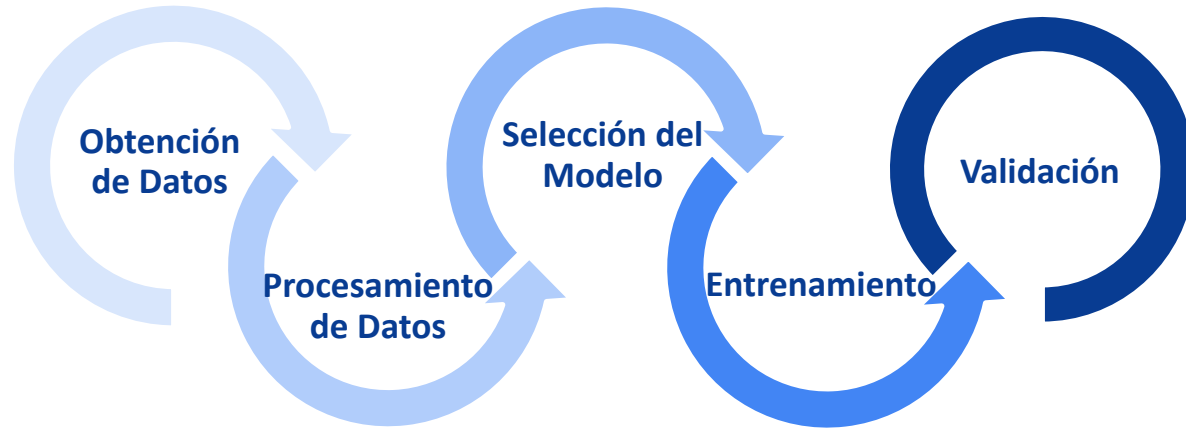 Obtención
de Datos
Procesamiento
de Datos
Selección del
Modelo
Entrenamiento
Validación